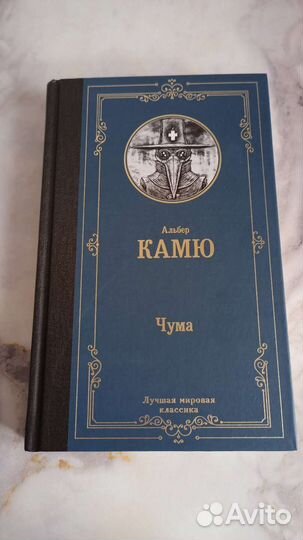 Альбер
КАМЮ
Чума
Лучшая мировая
классика
Avito